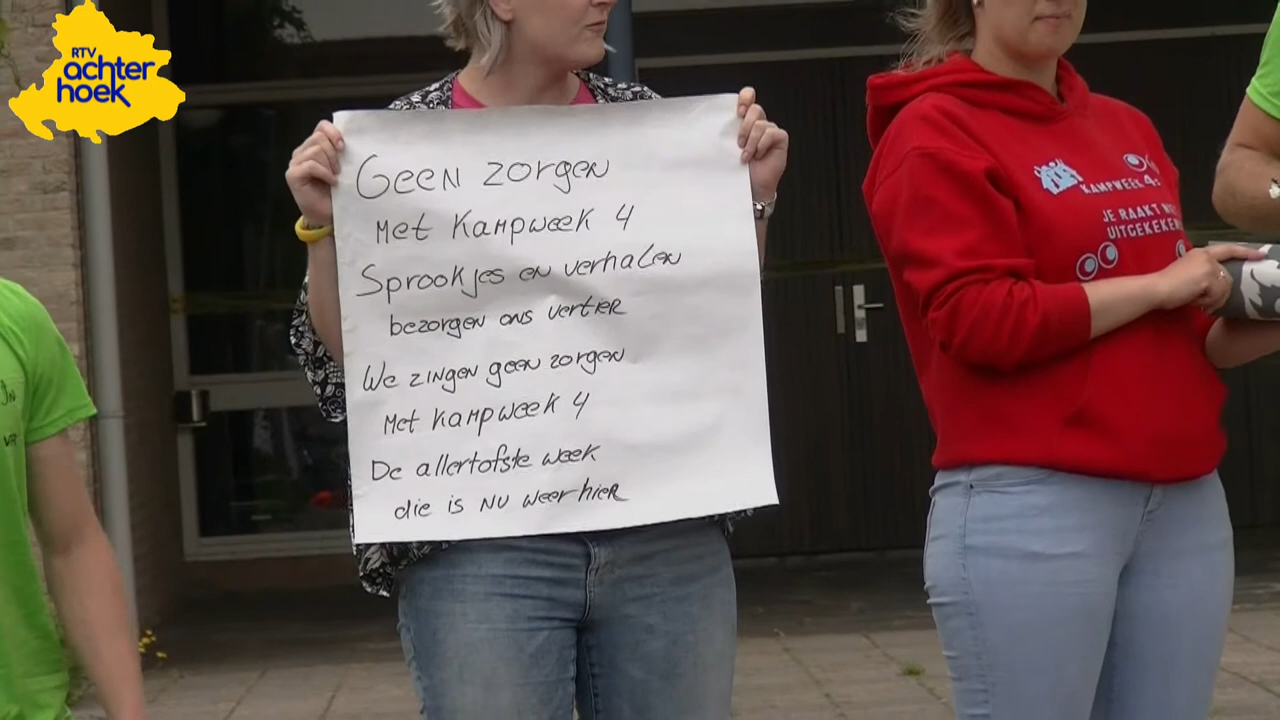 RTV
achter
hoek
Geen zorgen
Met Kampweek 4
Sprookjes en verhalen
bezorgen ons vertier
We zingen geen zorgen
Met kampweek 4
De allertofste week
die is nu weer hier
KAMPWEEK 4:
JE RAAKT
UITGEKEKEN